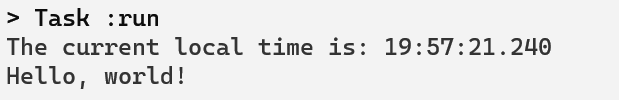 > Task :run
The current local time is: 19:57:21.240
Hello, world!